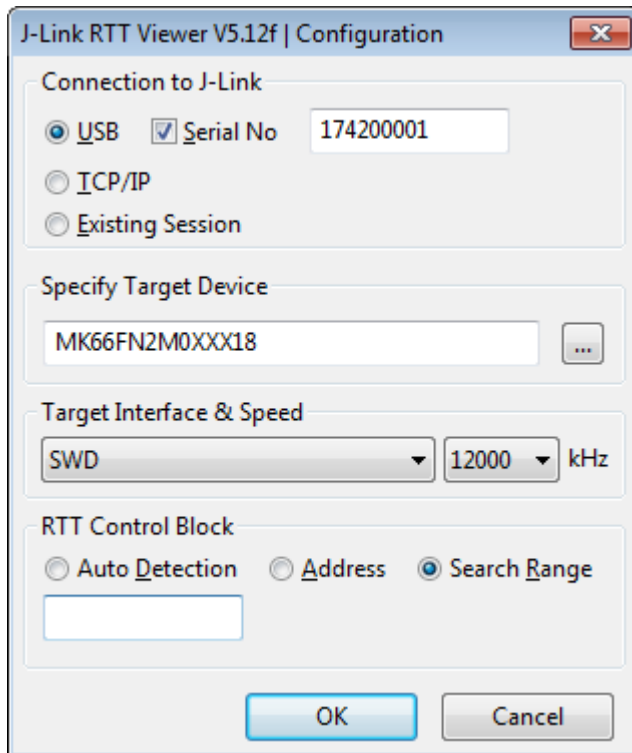 J-Link RTT Viewer V5.12f | Configuration
Connection to J-Link
USB Serial No 174200001
TCP/IP
Existing Session
Specify Target Device
MK66FN2M0XXX18 ...
Target Interface & Speed
SWD 12000 kHz
RTT Control Block
Auto Detection Address Search Range
OK Cancel